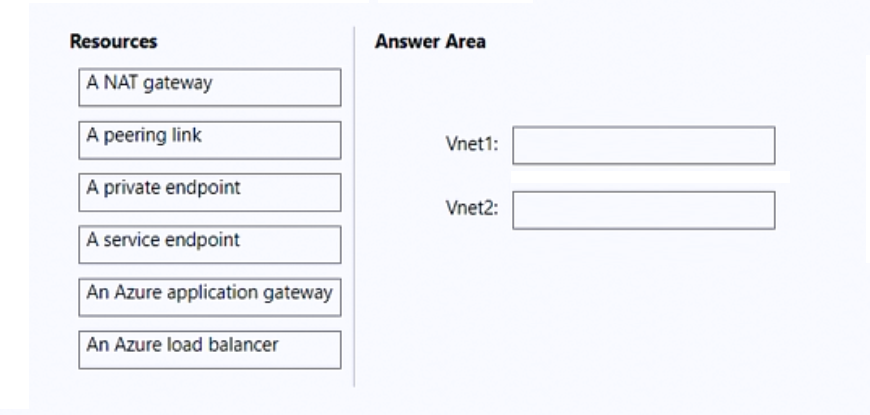 Resources
A NAT gateway
A peering link
A private endpoint
A service endpoint
An Azure application gateway
An Azure load balancer
Answer Area
Vnet1:
Vnet2: